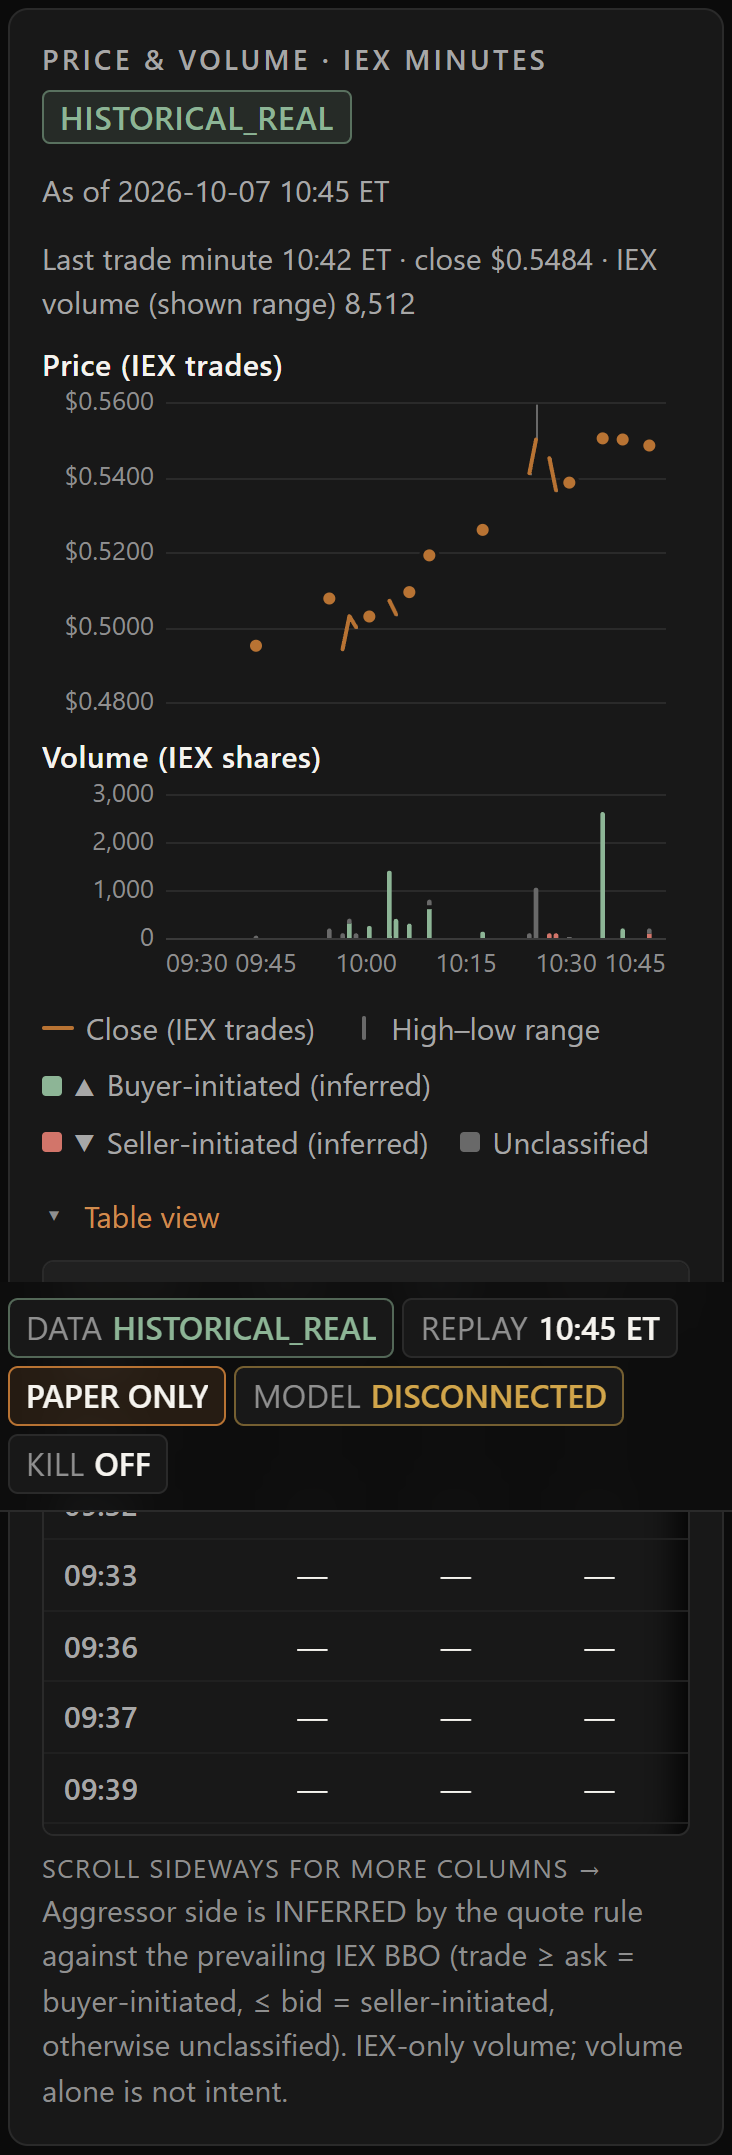 PRICE & VOLUME · IEX MINUTES
HISTORICAL_REAL
As of 2026-10-07 10:45 ET
Last trade minute 10:42 ET · close $0.5484 · IEX
volume (shown range) 8,512
Price (IEX trades)
$0.5600
$0.5400
$0.5200
$0.5000
$0.4800
Volume (IEX shares)
3,000
2,000
1,000
0
09:30 09:45 10:00 10:15 10:30 10:45
Close (IEX trades) High–low range
▲ Buyer-initiated (inferred)
▼ Seller-initiated (inferred) Unclassified
▼ Table view
DATA HISTORICAL_REAL REPLAY 10:45 ET
PAPER ONLY MODEL DISCONNECTED
KILL OFF
09:33 — — —
09:36 — — —
09:37 — — —
09:39 — — —
SCROLL SIDEWAYS FOR MORE COLUMNS →
Aggressor side is INFERRED by the quote rule
against the prevailing IEX BBO (trade ≥ ask =
buyer-initiated, ≤ bid = seller-initiated,
otherwise unclassified). IEX-only volume; volume
alone is not intent.